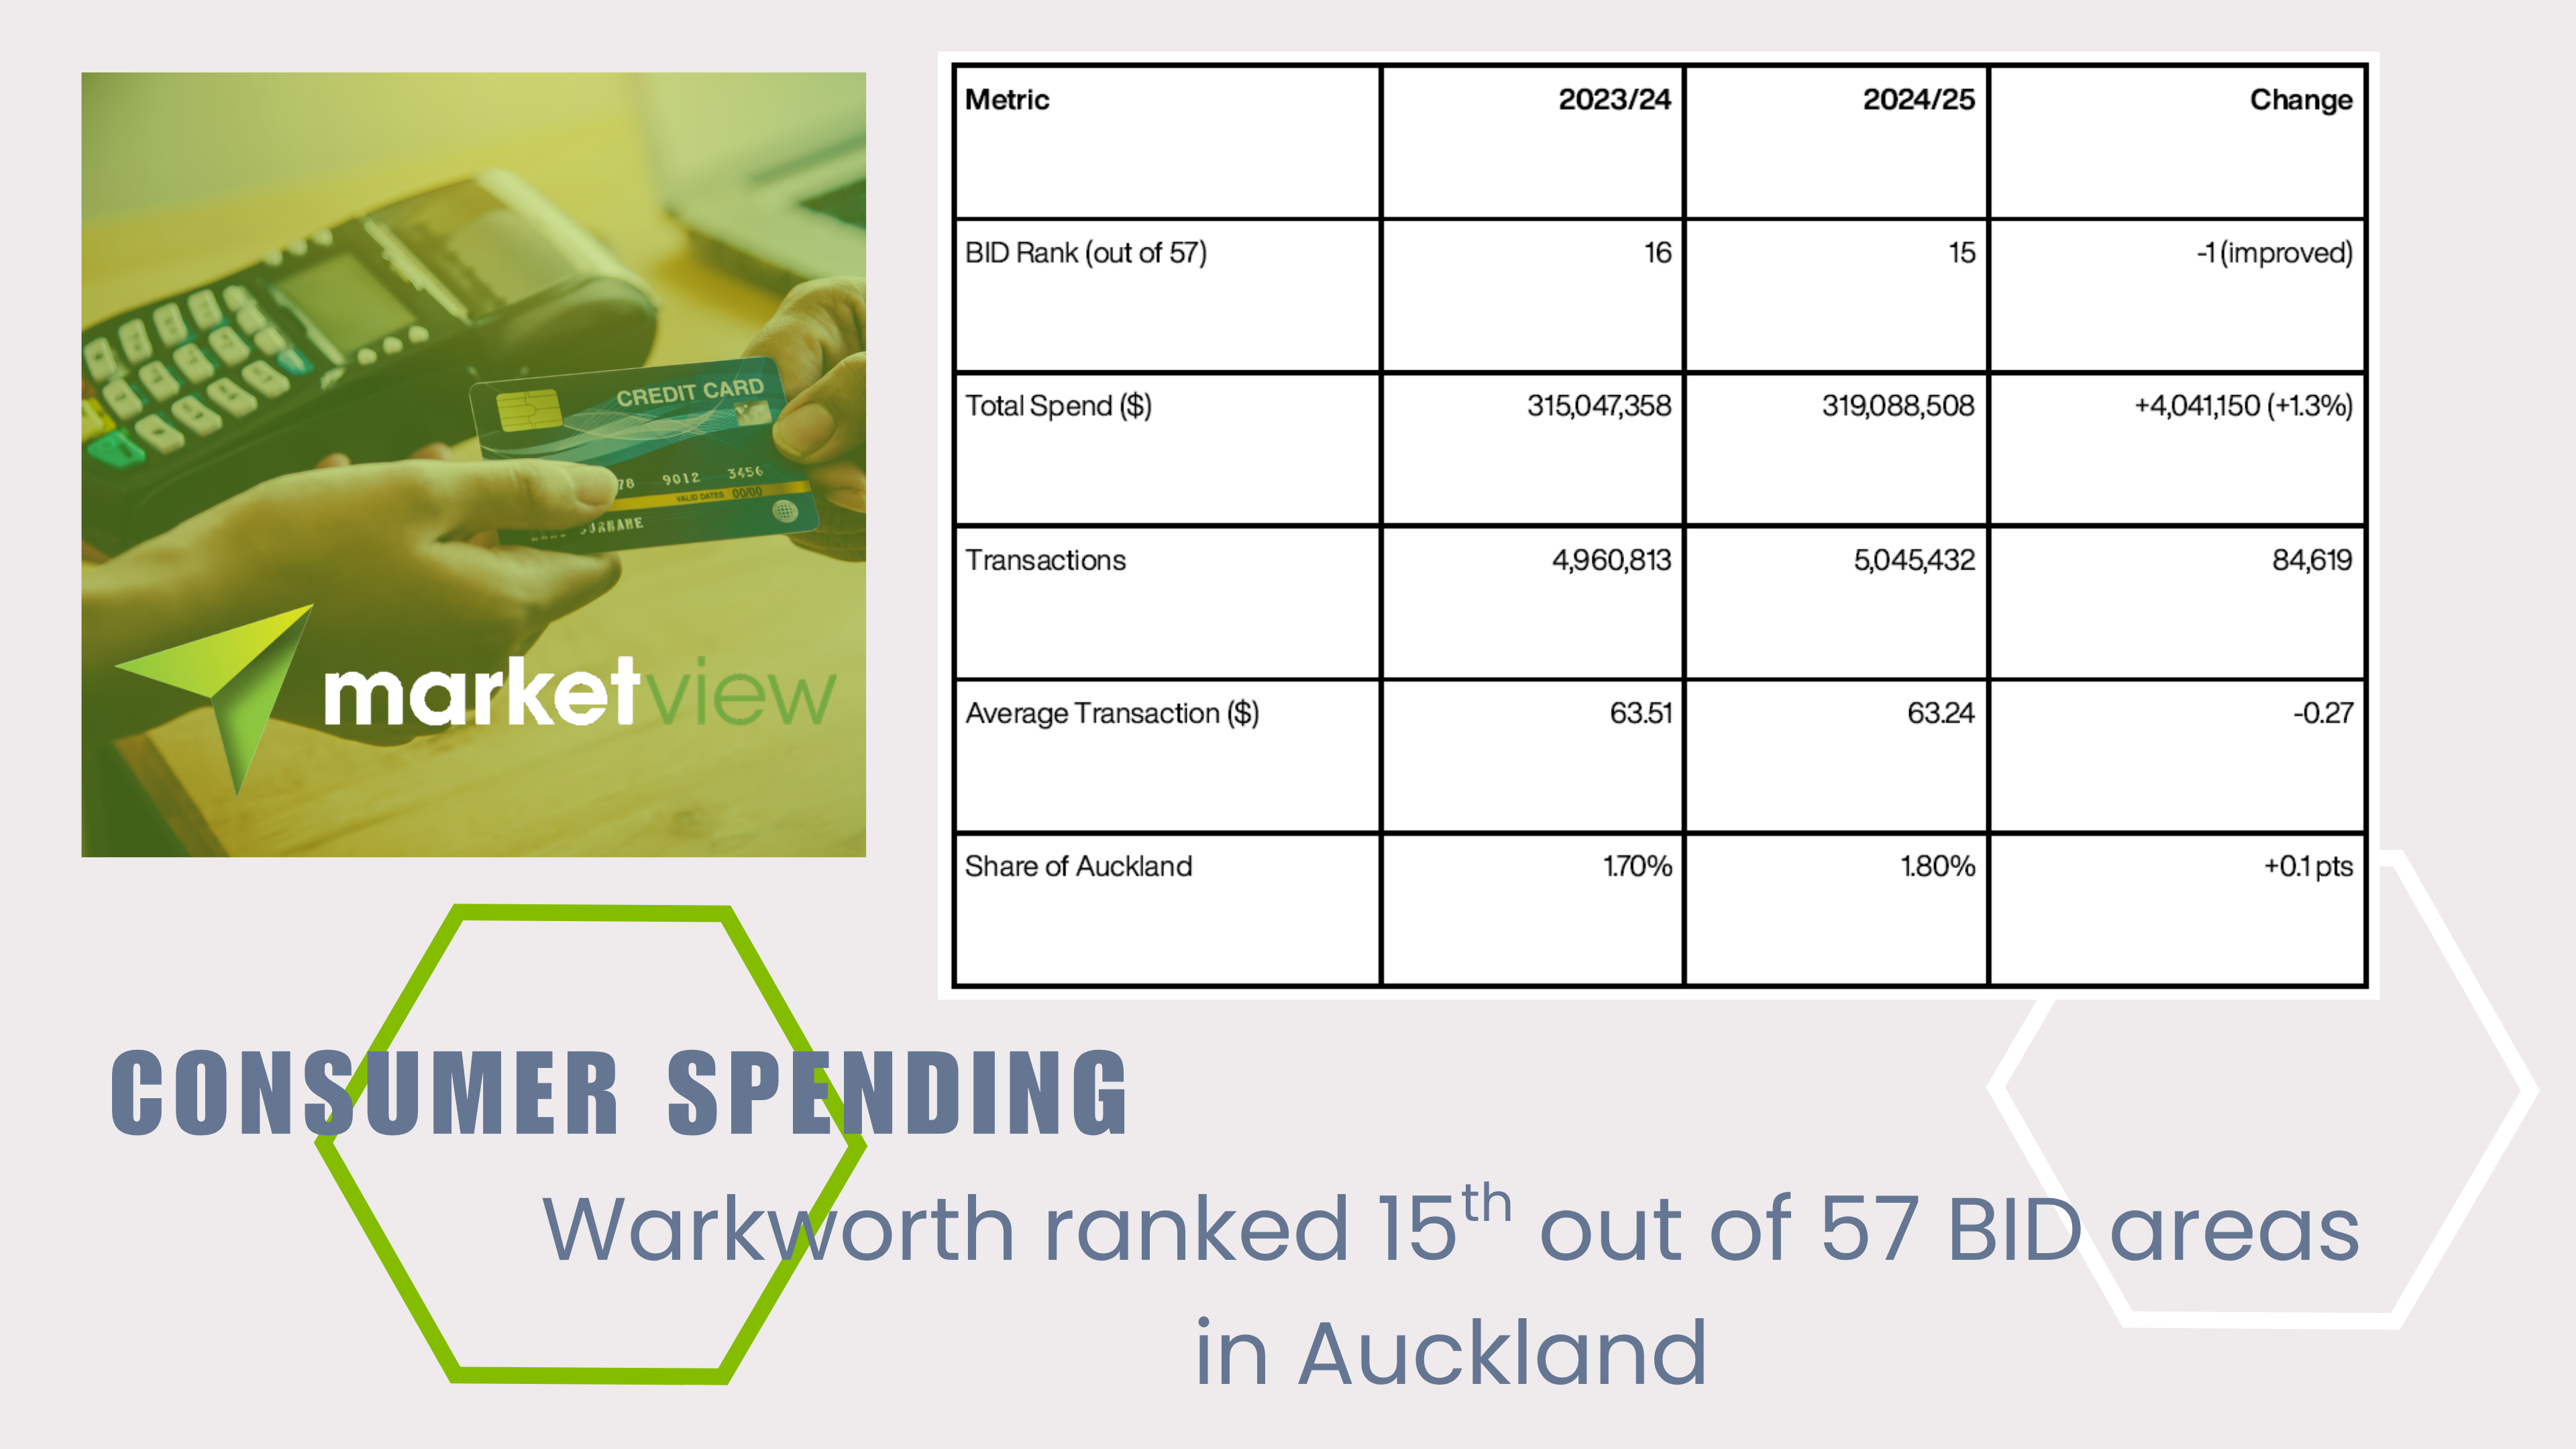 Metric 2023/24 2024/25 Change
BID Rank (out of 57) 16 15 -1 (improved)
Total Spend ($) 315,047,358 319,088,508 +4,041,150 (+1.3%)
Transactions 4,960,813 5,045,432 84,619
Average Transaction ($) 63.51 63.24 -0.27
Share of Auckland 1.70% 1.80% +0.1 pts
CREDIT CARD
78 9012 3456
VALID DATES 00/00
SURNAME
marketview
CONSUMER SPENDING
Warkworth ranked 15th out of 57 BID areas
in Auckland